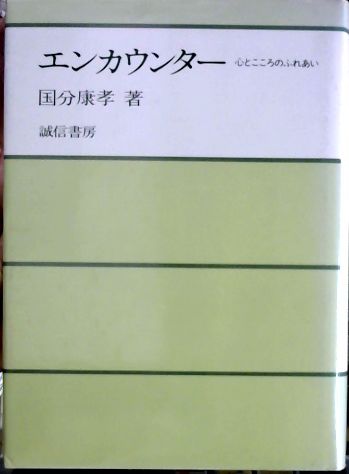 エンカウンター 心とこころのふれあい
国分康孝 著
誠信書房